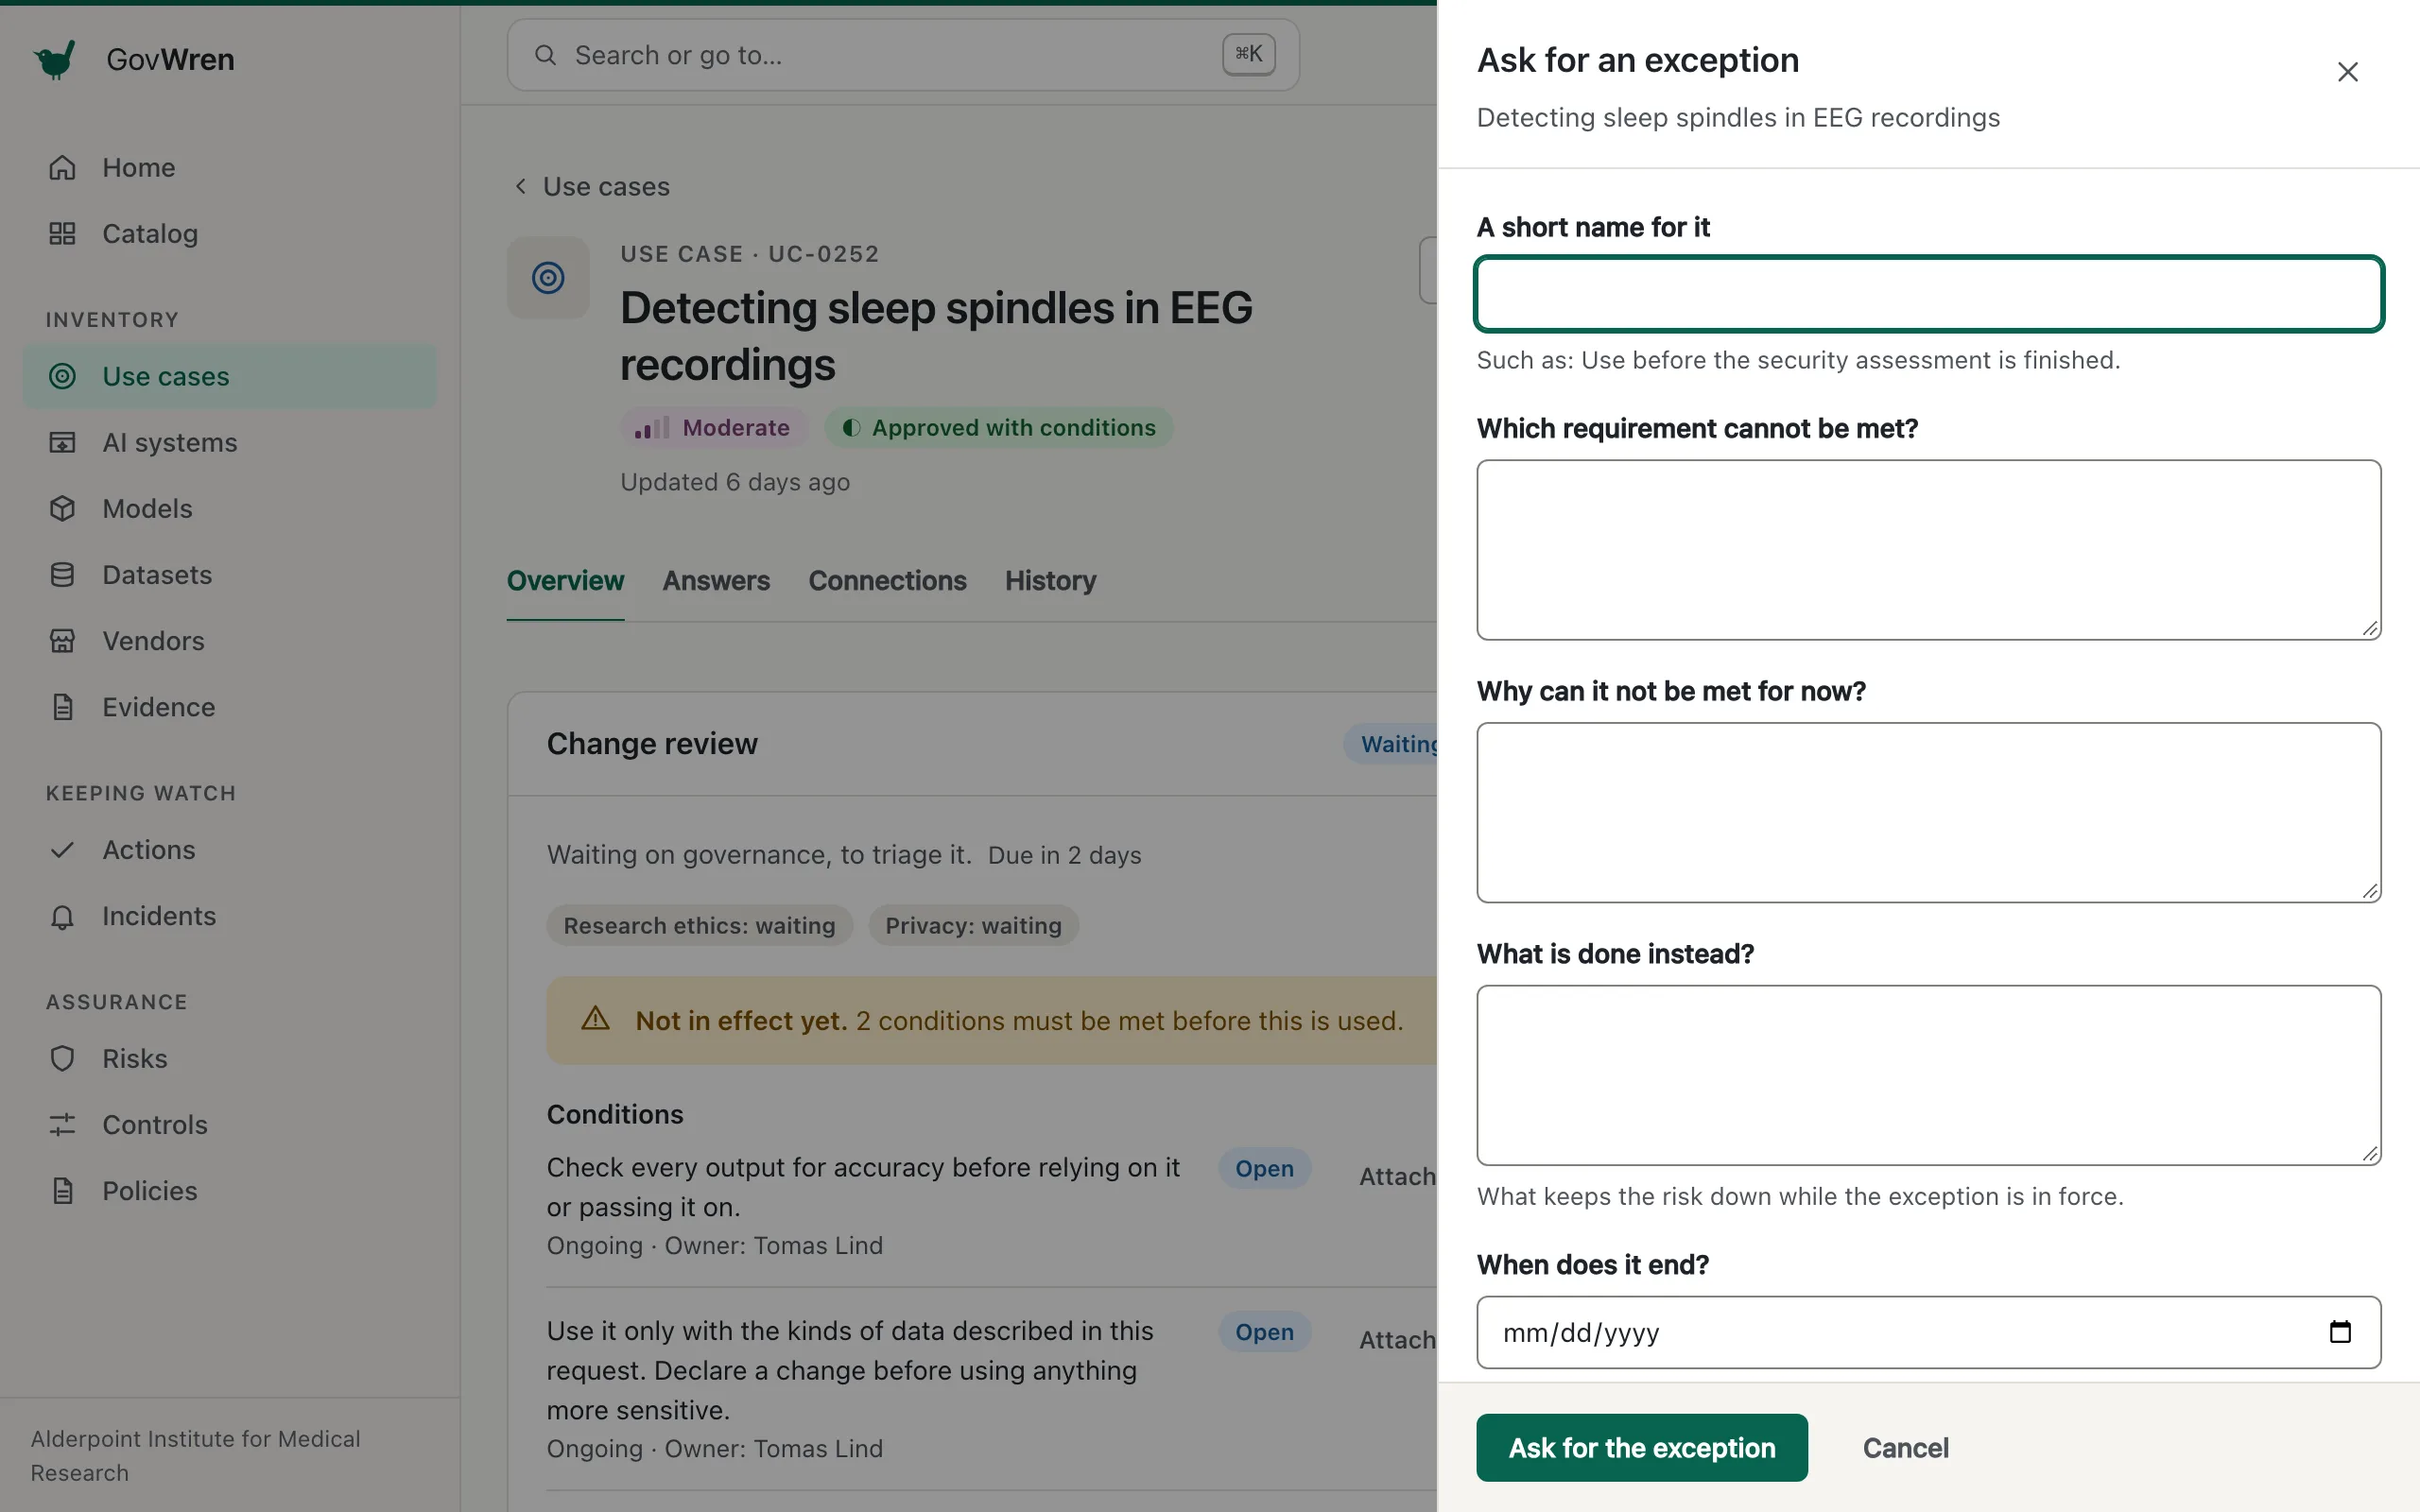 GovWren
Home
Catalog
INVENTORY
Use cases
AI systems
Models
Datasets
Vendors
Evidence
KEEPING WATCH
Actions
Incidents
ASSURANCE
Risks
Controls
Policies
Alderpoint Institute for Medical
Research
Search or go to...
⌘K
Use cases
USE CASE · UC-0252
Detecting sleep spindles in EEG
recordings
Moderate
Approved with conditions
Updated 6 days ago
Overview
Answers
Connections
History
Change review
Waiting
Waiting on governance, to triage it. Due in 2 days
Research ethics: waiting
Privacy: waiting
Not in effect yet. 2 conditions must be met before this is used.
Conditions
Check every output for accuracy before relying on it
or passing it on.
Ongoing · Owner: Tomas Lind
Open
Attach
Use it only with the kinds of data described in this
request. Declare a change before using anything
more sensitive.
Ongoing · Owner: Tomas Lind
Open
Attach
Ask for an exception
Detecting sleep spindles in EEG recordings
A short name for it
Such as: Use before the security assessment is finished.
Which requirement cannot be met?
Why can it not be met for now?
What is done instead?
What keeps the risk down while the exception is in force.
When does it end?
mm/dd/yyyy
Ask for the exception
Cancel